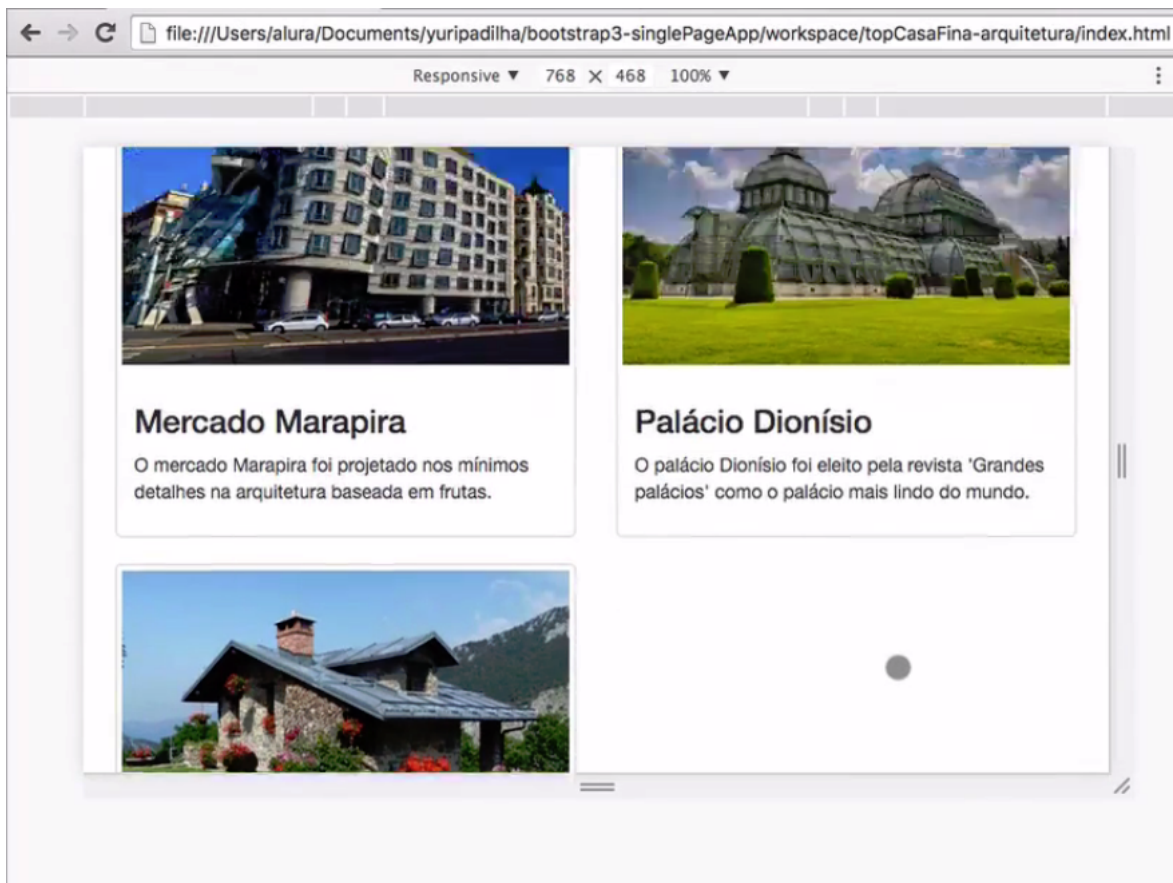 file:///Users/alura/Documents/yuripadilha/bootstrap3-singlePageApp/workspace/topCasaFina-arquitetura/index.html
Responsive ▼ 768 × 468 100% ▼
Mercado Marapira
O mercado Marapira foi projetado nos mínimos
detalhes na arquitetura baseada em frutas.
Palácio Dionísio
O palácio Dionísio foi eleito pela revista 'Grandes
palácios' como o palácio mais lindo do mundo.